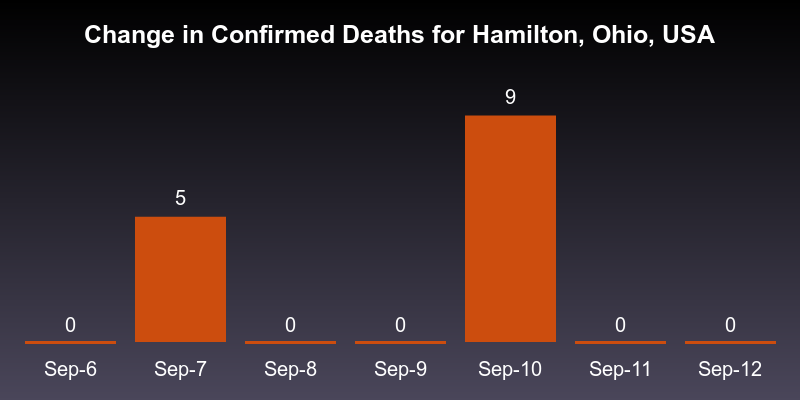 Change in Confirmed Deaths for Hamilton, Ohio, USA
0 5 0 0 9 0 0
Sep-6 Sep-7 Sep-8 Sep-9 Sep-10 Sep-11 Sep-12